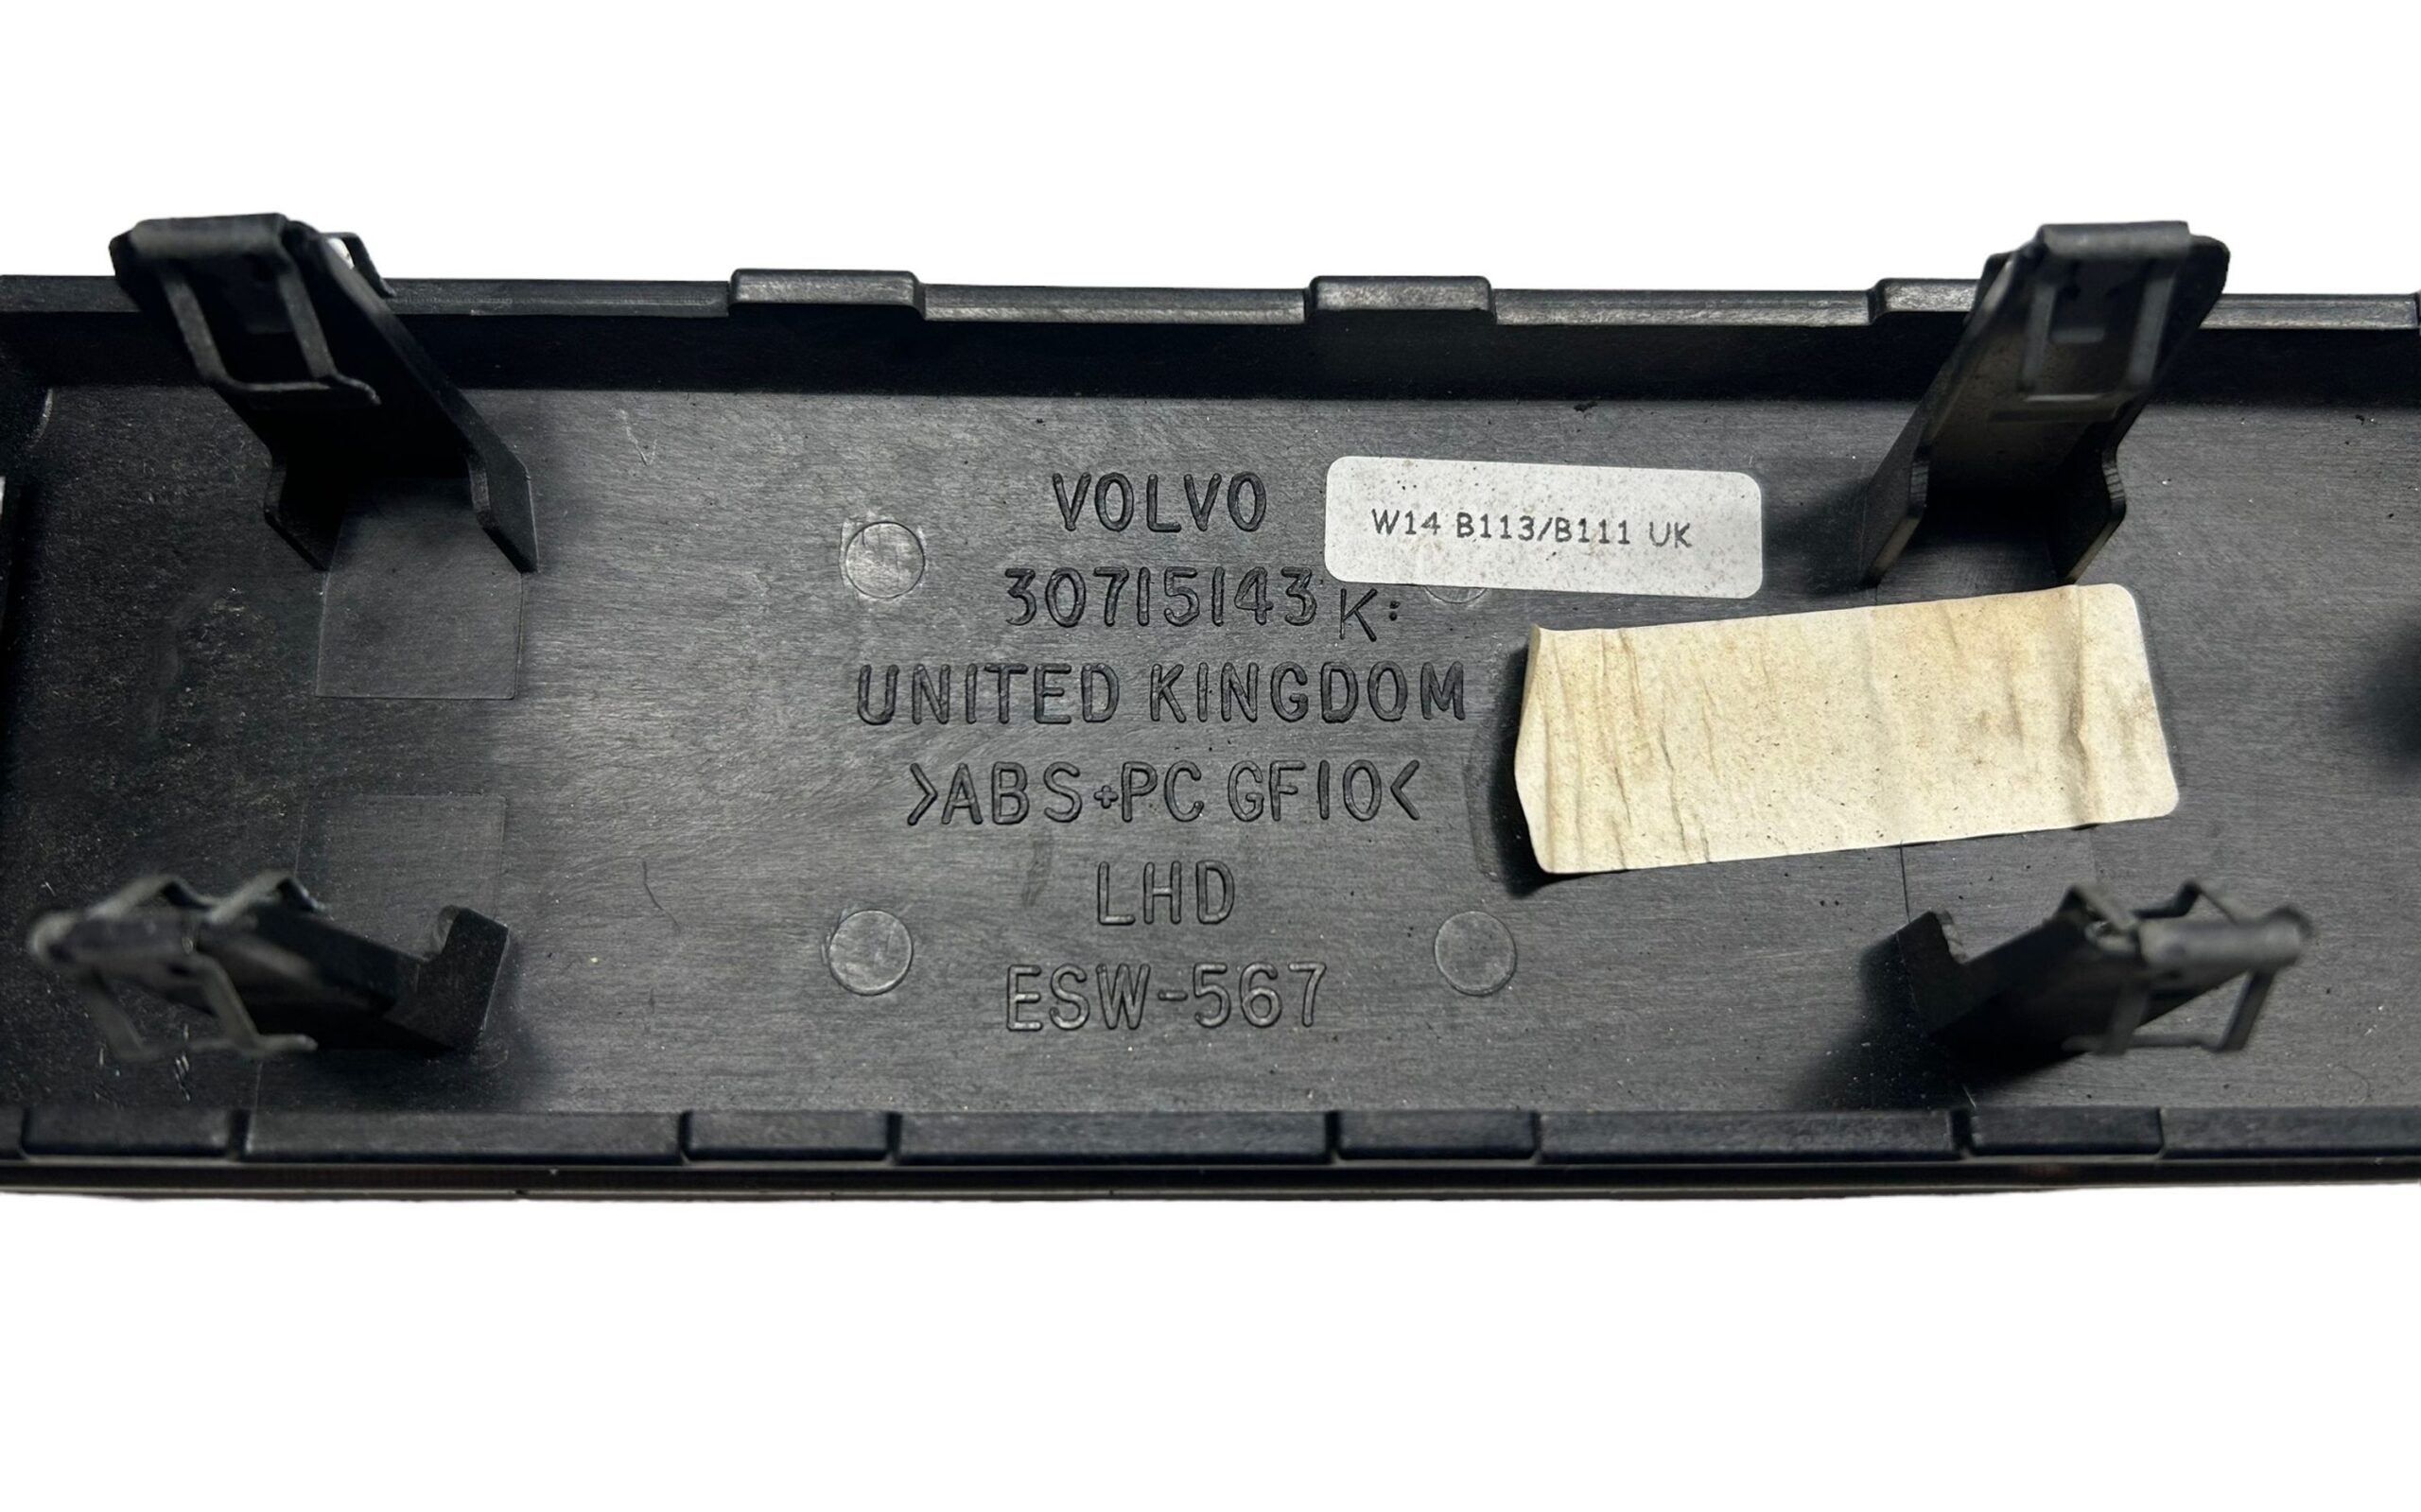 VOLVO
W14 B113/B111 UK
30715143 K:
UNITED KINGDOM
>ABS+PC GF10<
LHD
ESW-567